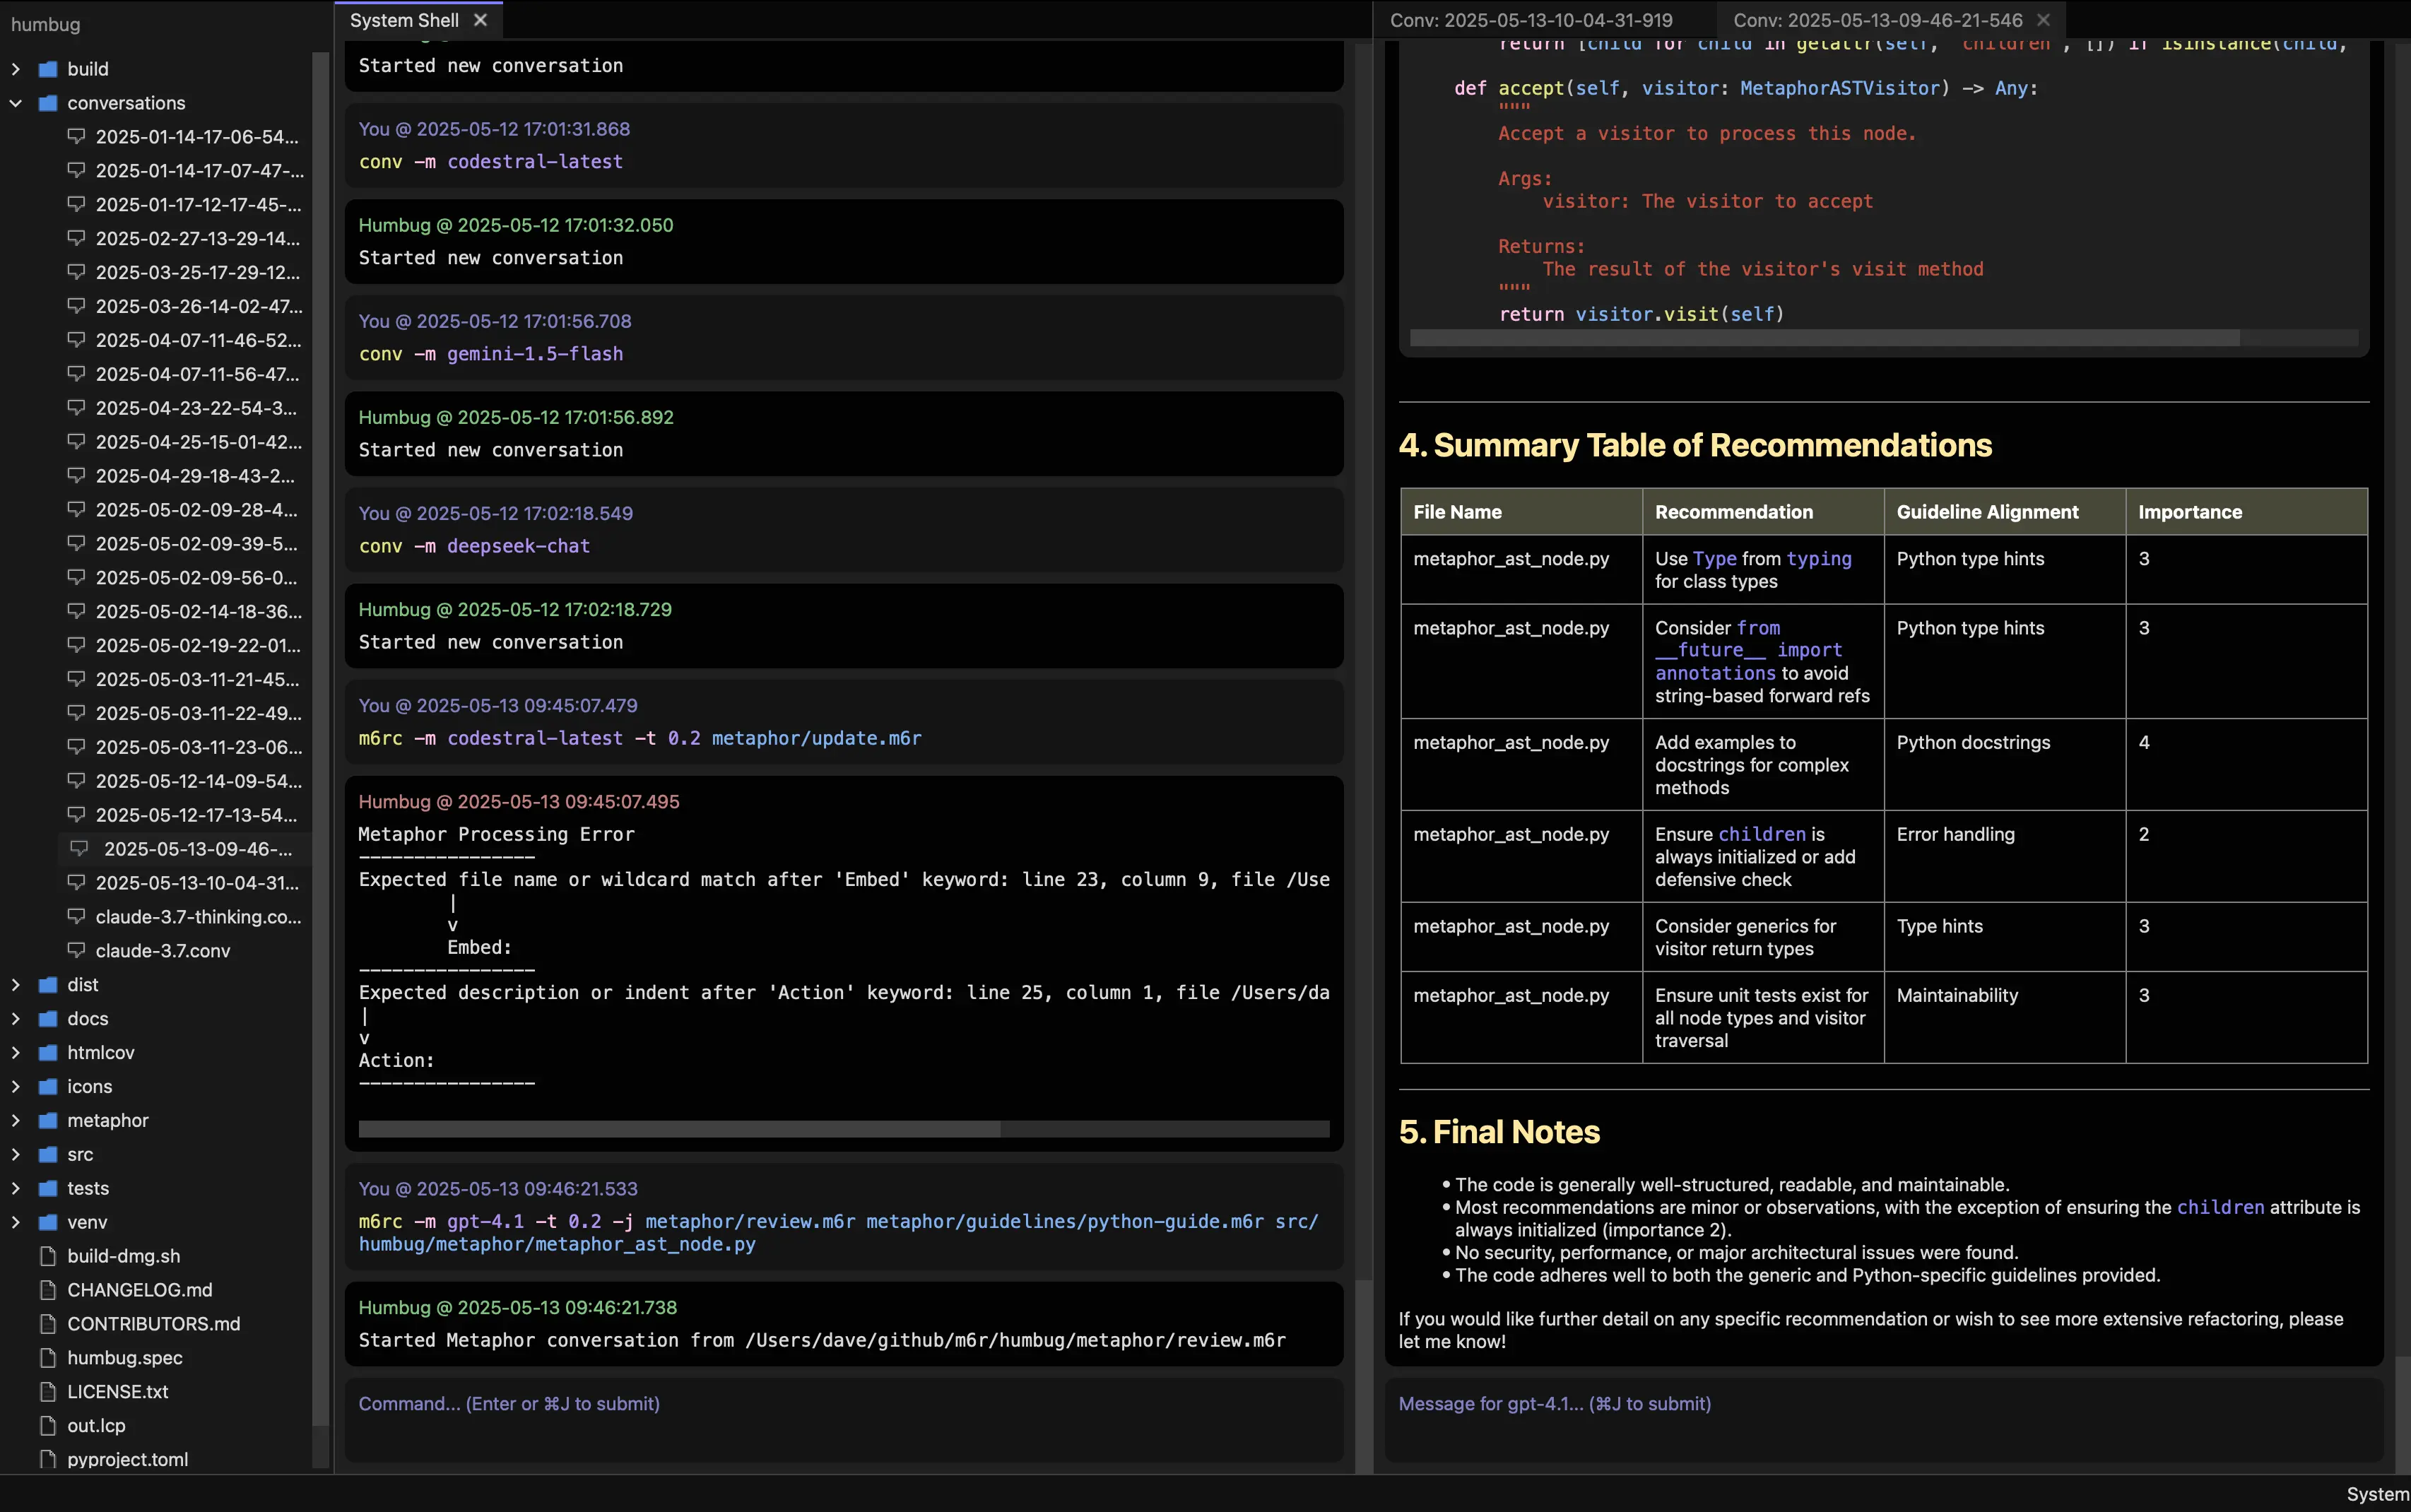 humbug
build
conversations
2025-01-14-17-06-54...
2025-01-14-17-07-47-...
2025-01-17-12-17-45-...
2025-02-27-13-29-14...
2025-03-25-17-29-12...
2025-03-26-14-02-47...
2025-04-07-11-46-52...
2025-04-07-11-56-47...
2025-04-23-22-54-3...
2025-04-25-15-01-42...
2025-04-29-18-43-2...
2025-05-02-09-28-4...
2025-05-02-09-39-5...
2025-05-02-09-56-0...
2025-05-02-14-18-36...
2025-05-02-19-22-01...
2025-05-03-11-21-45...
2025-05-03-11-22-49...
2025-05-03-11-23-06...
2025-05-12-14-09-54...
2025-05-12-17-13-54...
2025-05-13-09-46-...
2025-05-13-10-04-31...
claude-3.7-thinking.co...
claude-3.7.conv
dist
docs
htmlcov
icons
metaphor
src
tests
venv
build-dmg.sh
CHANGELOG.md
CONTRIBUTORS.md
humbug.spec
LICENSE.txt
out.lcp
pyproject.toml
System Shell
Started new conversation
You @ 2025-05-12 17:01:31.868
conv -m codestral-latest
Humbug @ 2025-05-12 17:01:32.050
Started new conversation
You @ 2025-05-12 17:01:56.708
conv -m gemini-1.5-flash
Humbug @ 2025-05-12 17:01:56.892
Started new conversation
You @ 2025-05-12 17:02:18.549
conv -m deepseek-chat
Humbug @ 2025-05-12 17:02:18.729
Started new conversation
You @ 2025-05-13 09:45:07.479
m6rc -m codestral-latest -t 0.2 metaphor/update.m6r
Humbug @ 2025-05-13 09:45:07.495
Metaphor Processing Error
----------------
Expected file name or wildcard match after 'Embed' keyword: line 23, column 9, file /Use
|
v
Embed:
----------------
Expected description or indent after 'Action' keyword: line 25, column 1, file /Users/da
|
v
Action:
----------------
You @ 2025-05-13 09:46:21.533
m6rc -m gpt-4.1 -t 0.2 -j metaphor/review.m6r metaphor/guidelines/python-guide.m6r src/
humbug/metaphor/metaphor_ast_node.py
Humbug @ 2025-05-13 09:46:21.738
Started Metaphor conversation from /Users/dave/github/m6r/humbug/metaphor/review.m6r
Command... (Enter or ⌘J to submit)
Conv: 2025-05-13-10-04-31-919
Conv: 2025-05-13-09-46-21-546
return [child for child in getattr(self, 'children', []) if isinstance(child,
def accept(self, visitor: MetaphorASTVisitor) -> Any:
"""
Accept a visitor to process this node.
Args:
visitor: The visitor to accept
Returns:
The result of the visitor's visit method
"""
return visitor.visit(self)
4. Summary Table of Recommendations
File Name Recommendation Guideline Alignment Importance
metaphor_ast_node.py Use Type from typing Python type hints 3
for class types
metaphor_ast_node.py Consider from Python type hints 3
__future__ import
annotations to avoid
string-based forward refs
metaphor_ast_node.py Add examples to Python docstrings 4
docstrings for complex
methods
metaphor_ast_node.py Ensure children is Error handling 2
always initialized or add
defensive check
metaphor_ast_node.py Consider generics for Type hints 3
visitor return types
metaphor_ast_node.py Ensure unit tests exist for Maintainability 3
all node types and visitor
traversal
5. Final Notes
• The code is generally well-structured, readable, and maintainable.
• Most recommendations are minor or observations, with the exception of ensuring the children attribute is
always initialized (importance 2).
• No security, performance, or major architectural issues were found.
• The code adheres well to both the generic and Python-specific guidelines provided.
If you would like further detail on any specific recommendation or wish to see more extensive refactoring, please
let me know!
Message for gpt-4.1... (⌘J to submit)
System